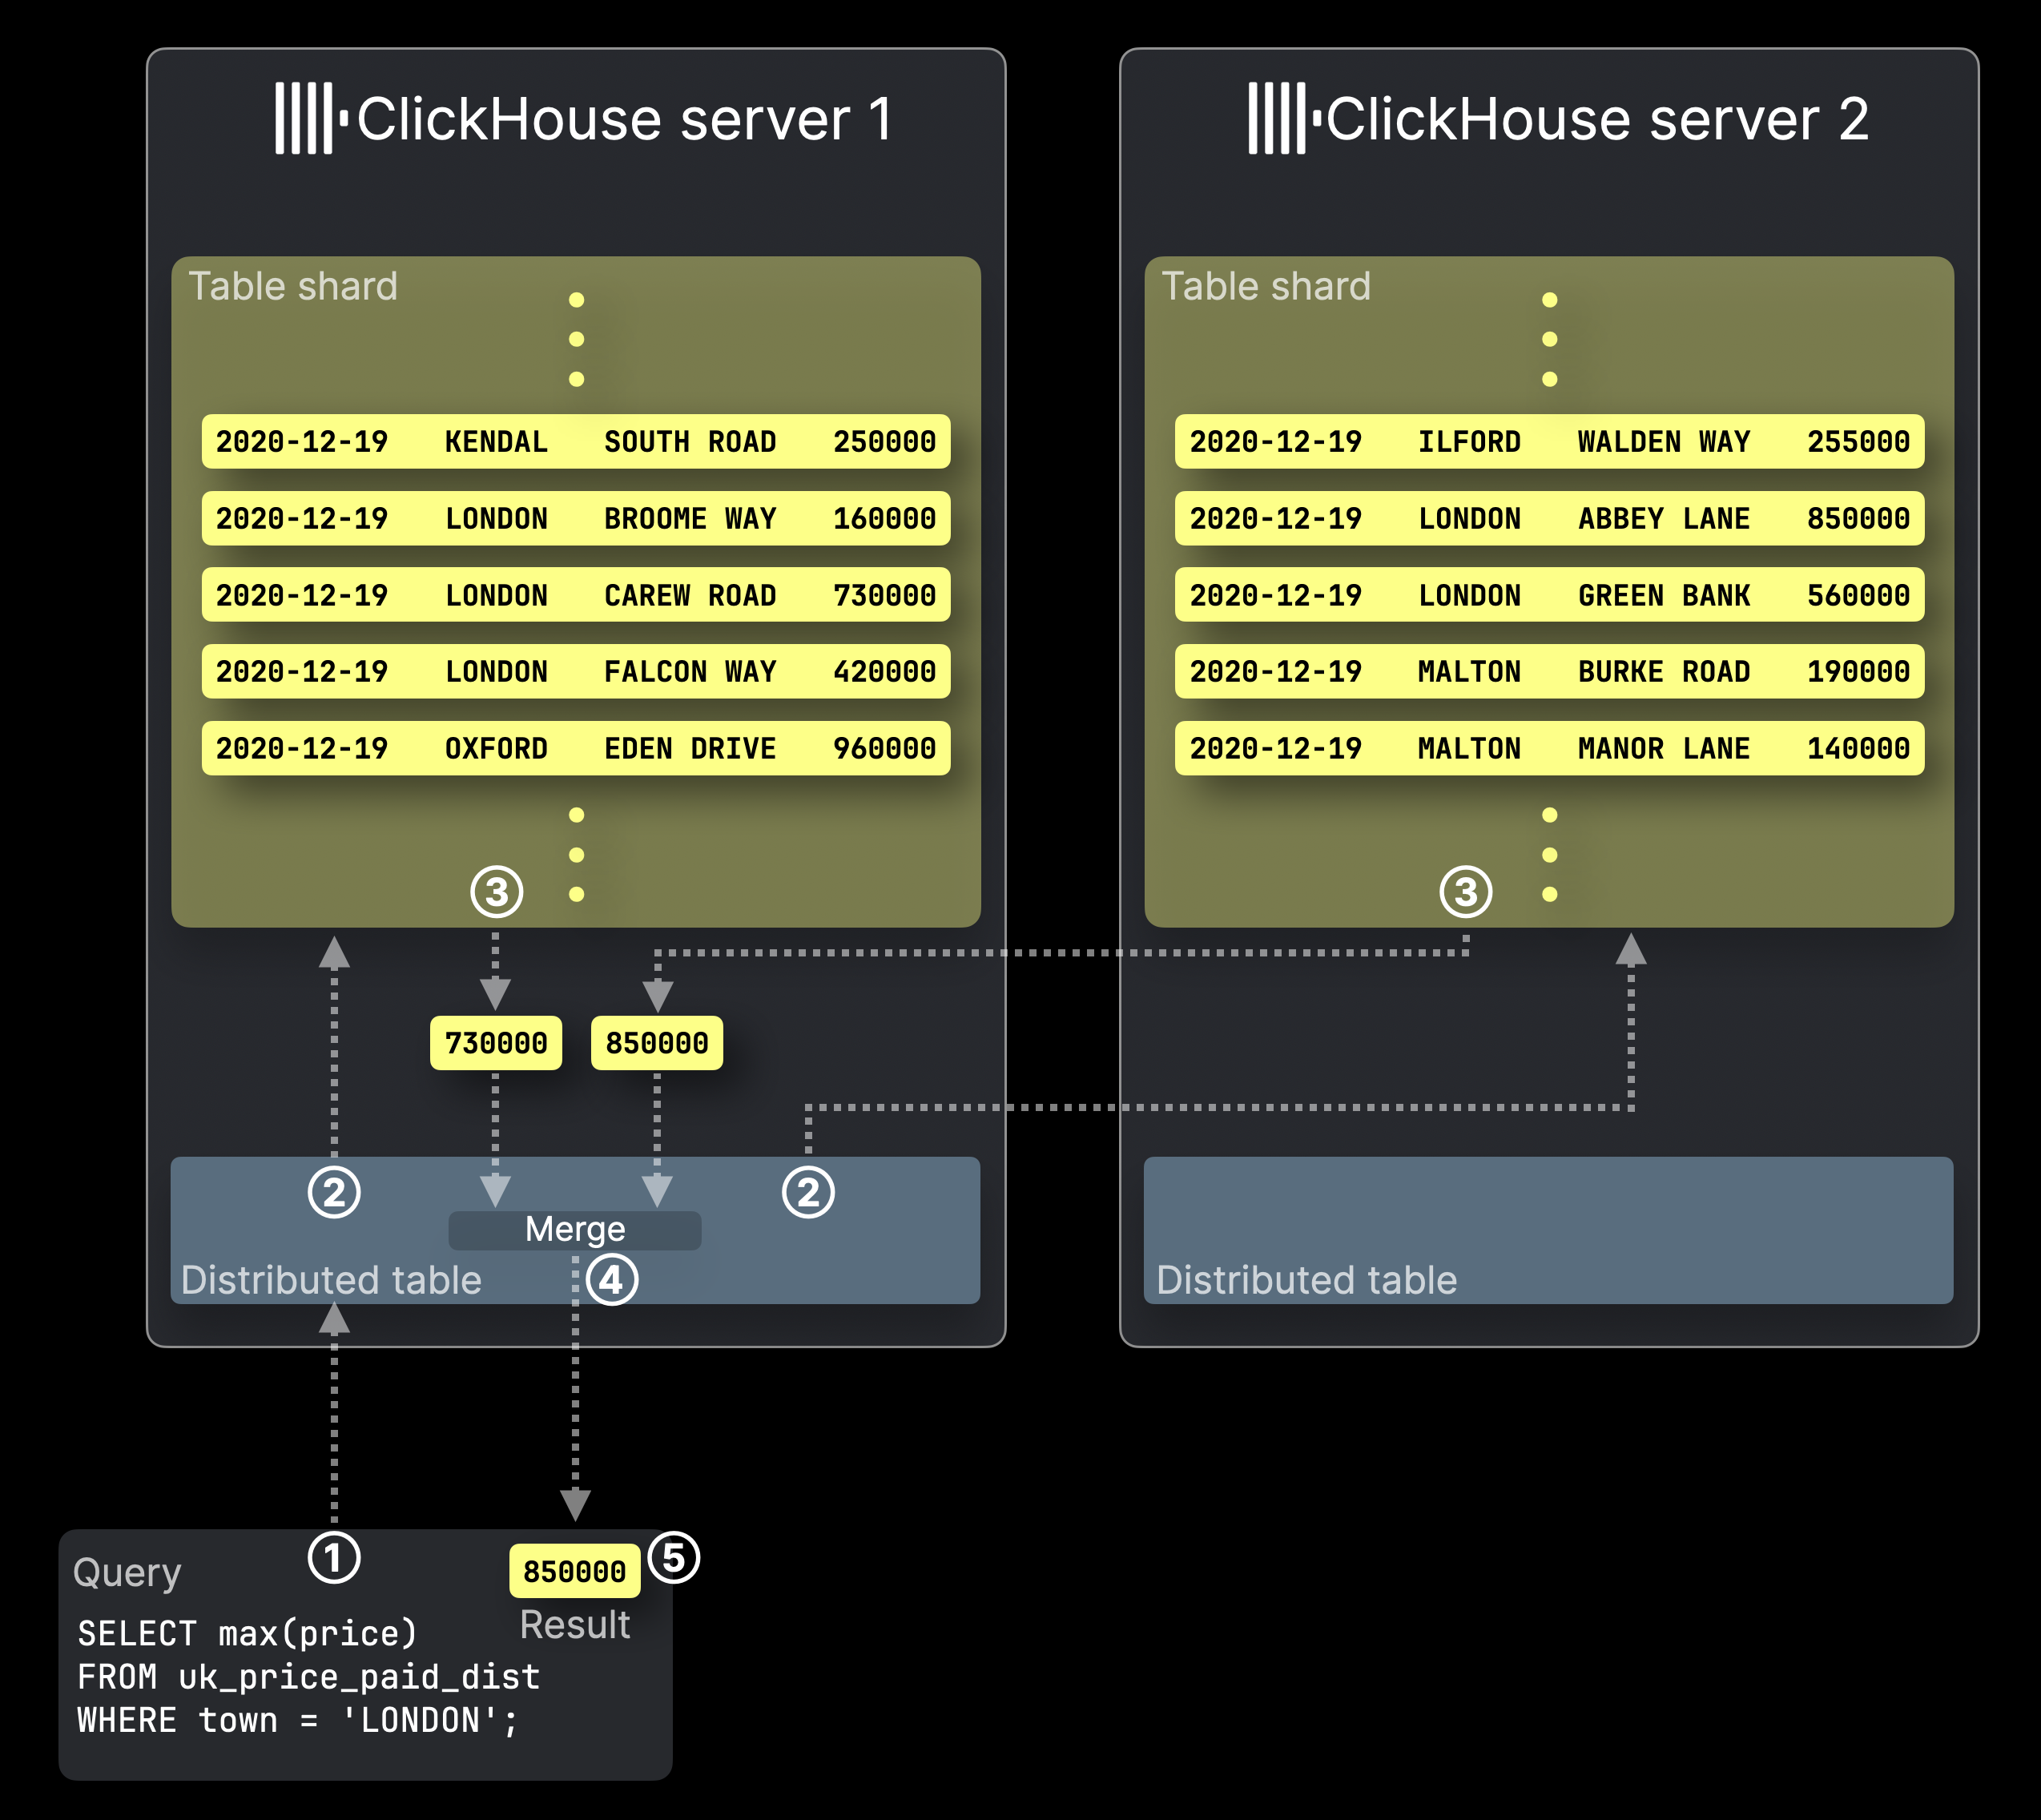 ClickHouse server 1
Table shard
2020-12-19 KENDAL SOUTH ROAD 250000
2020-12-19 LONDON BROOME WAY 160000
2020-12-19 LONDON CAREW ROAD 730000
2020-12-19 LONDON FALCON WAY 420000
2020-12-19 OXFORD EDEN DRIVE 960000
3
730000 850000
2 2
Merge
4
Distributed table
ClickHouse server 2
Table shard
2020-12-19 ILFORD WALDEN WAY 255000
2020-12-19 LONDON ABBEY LANE 850000
2020-12-19 LONDON GREEN BANK 560000
2020-12-19 MALTON BURKE ROAD 190000
2020-12-19 MALTON MANOR LANE 140000
3
Distributed table
Query 1 850000 5
Result
SELECT max(price)
FROM uk_price_paid_dist
WHERE town = 'LONDON';